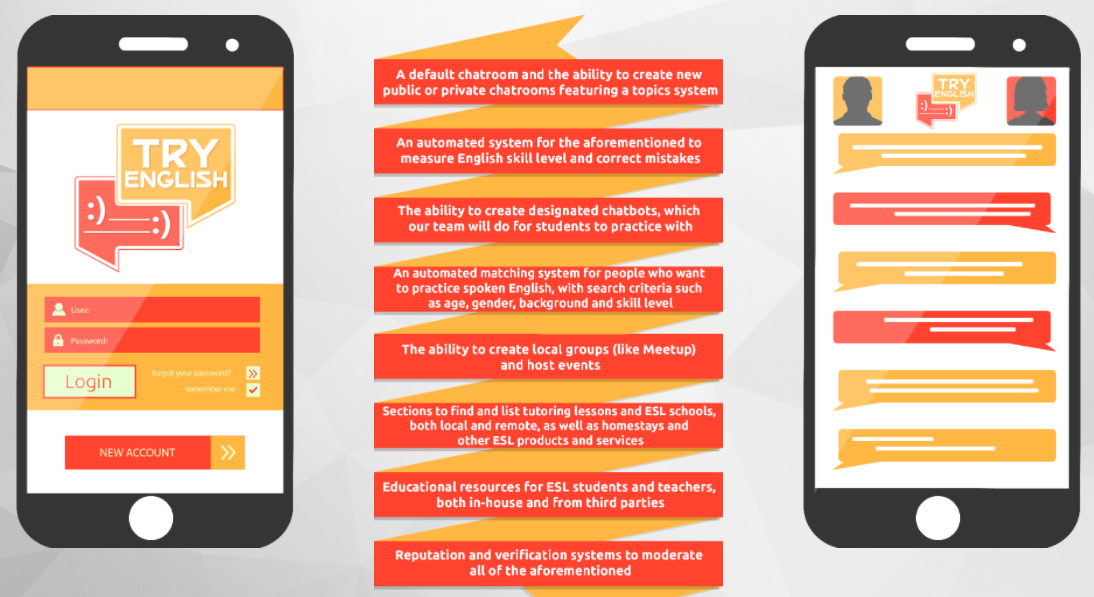 TRY
ENGLISH
:) :)
User:
Password:
Login
forgot your password?
remember me
NEW ACCOUNT
A default chatroom and the ability to create new
public or private chatrooms featuring a topics system
An automated system for the aforementioned to
measure English skill level and correct mistakes
The ability to create designated chatbots, which
our team will do for students to practice with
An automated matching system for people who want
to practice spoken English, with search criteria such
as age, gender, background and skill level
The ability to create local groups (like Meetup)
and host events
Sections to find and list tutoring lessons and ESL schools,
both local and remote, as well as homestays and
other ESL products and services
Educational resources for ESL students and teachers,
both in-house and from third parties
Reputation and verification systems to moderate
all of the aforementioned
TRY
ENGLISH
:) :)